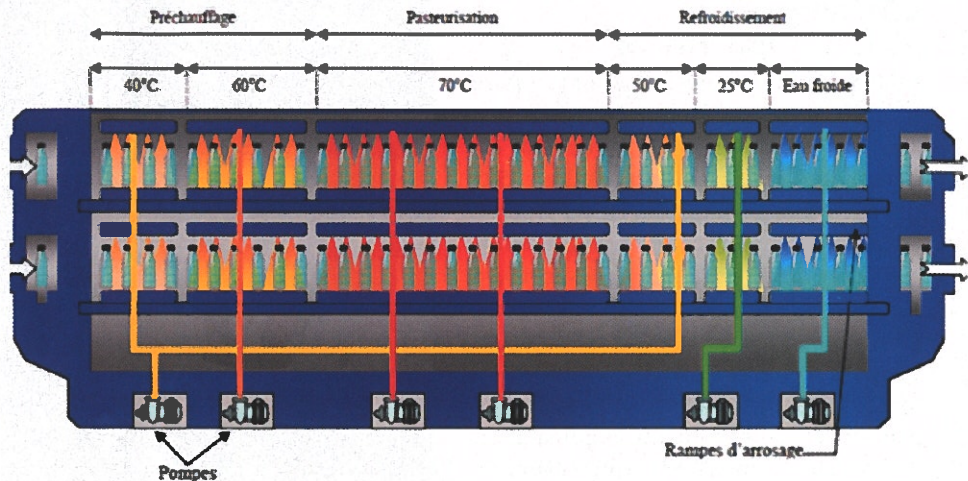 Préchauffage Pasteurisation Refroidissement
40°C 60°C 70°C 50°C 25°C Eau froide
Rampes d'arrosage
Pompes